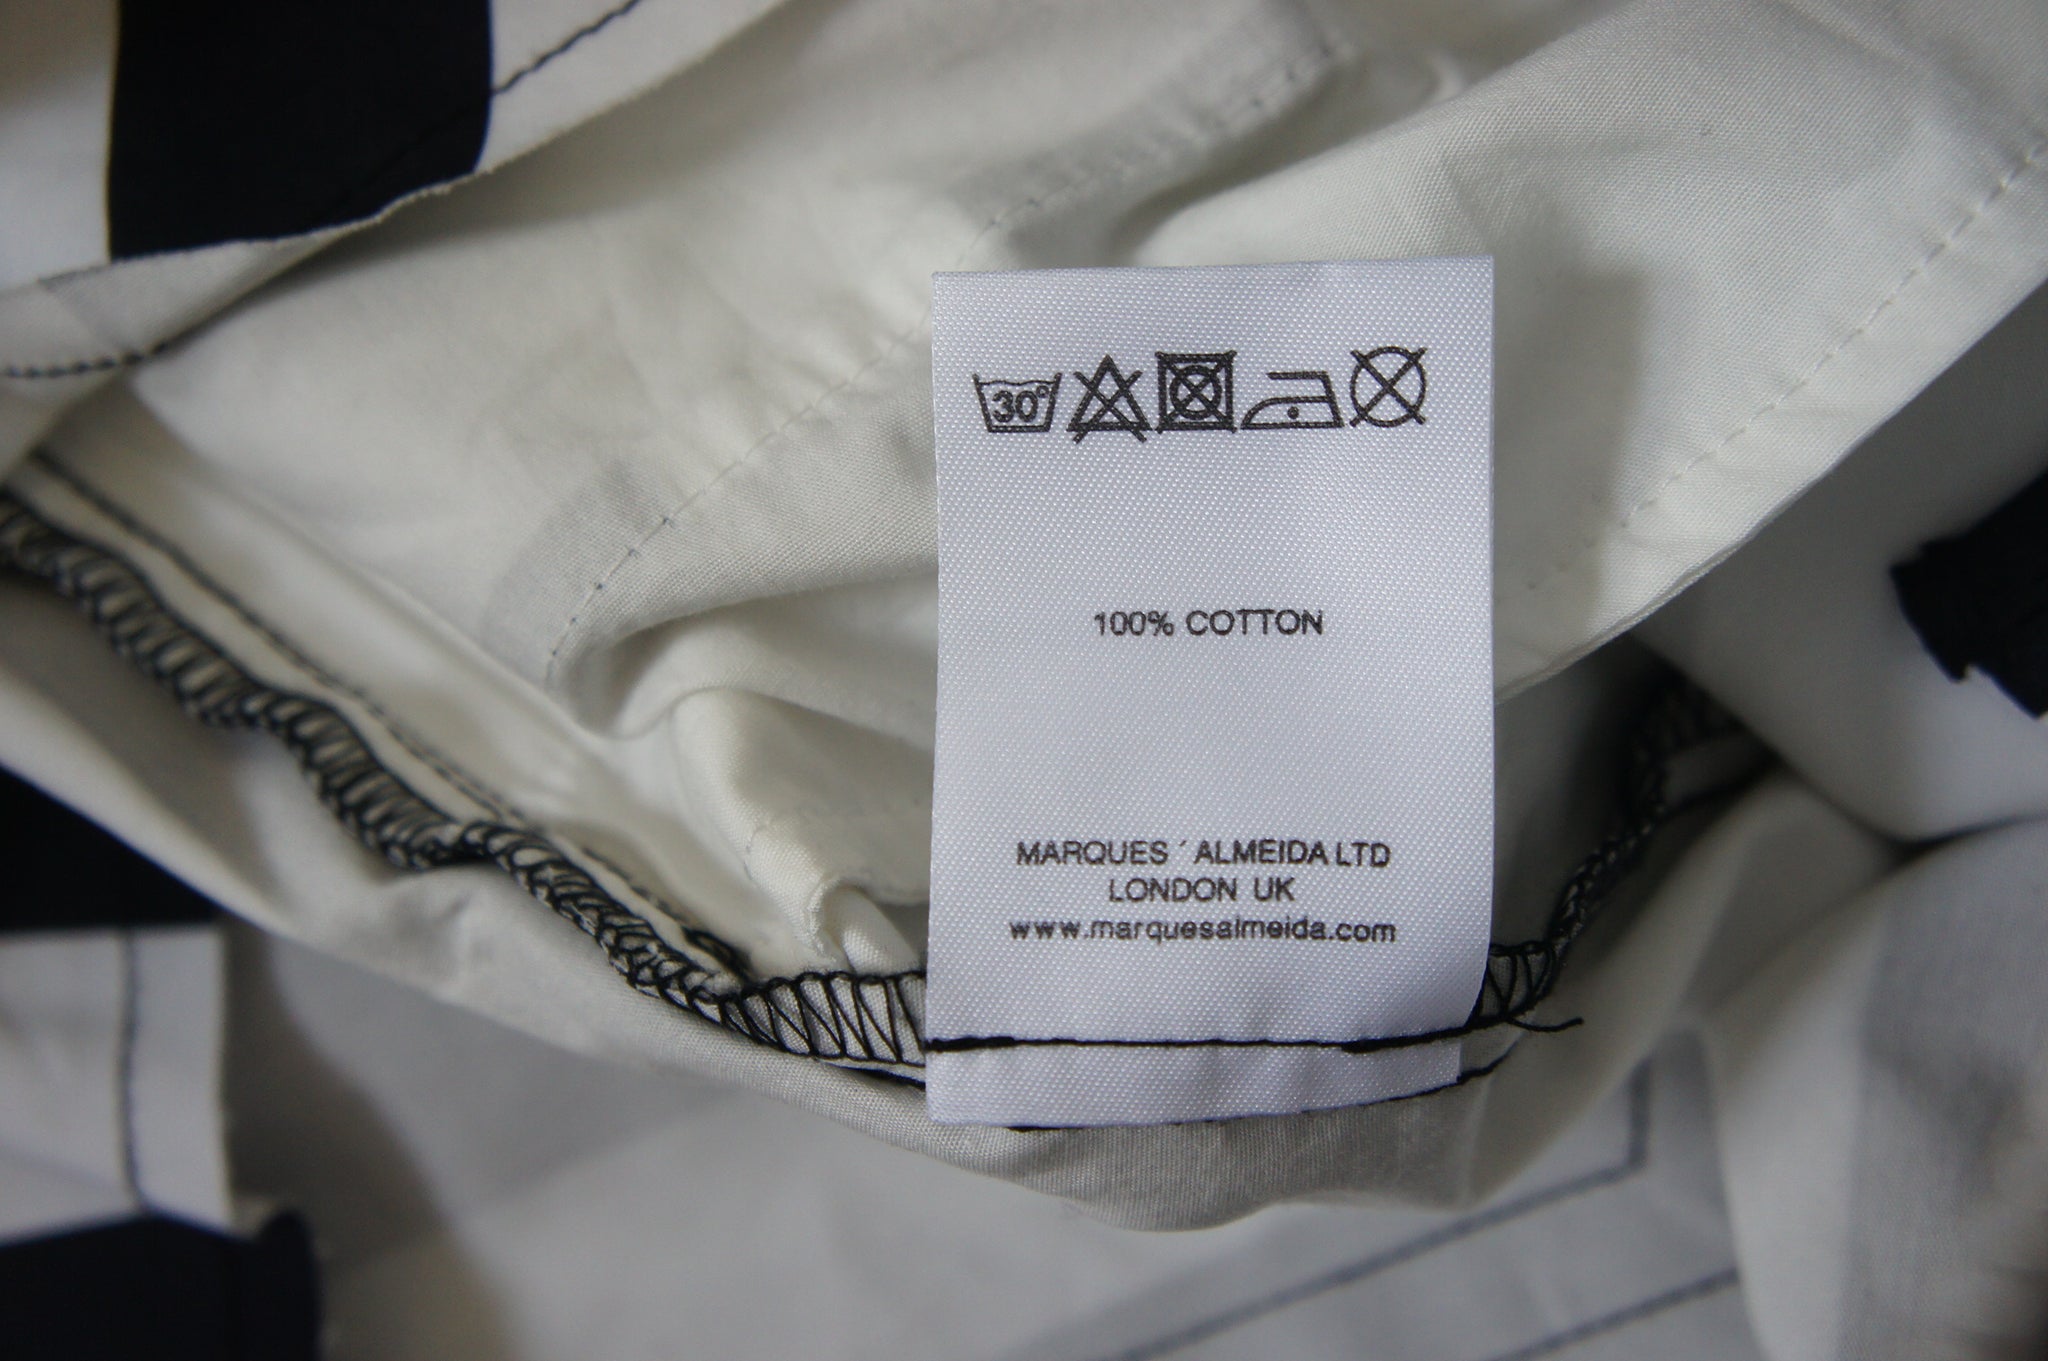 30°
100% COTTON
MARQUES ´ALMEIDA LTD
LONDON UK
www.marquesalmeida.com